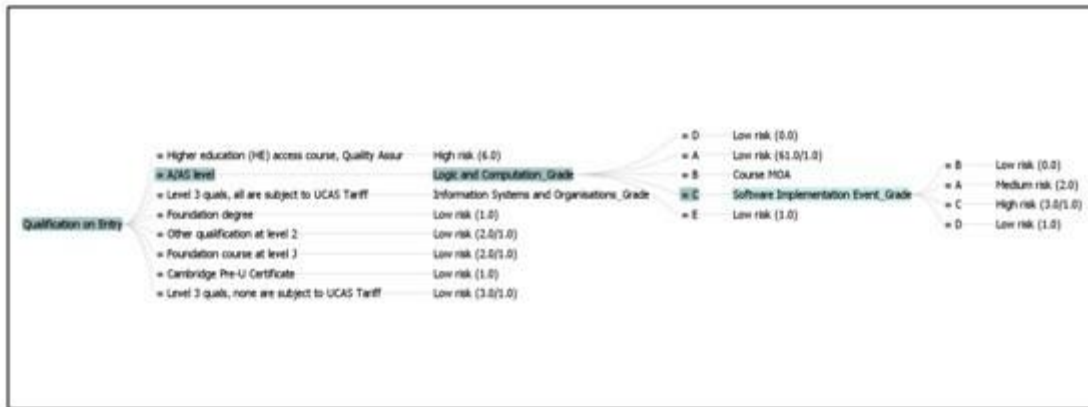 Qualification on Entry
= Higher education (HE) access course, Quality Assur High risk (6.0)
= A/AS level Logic and Computation_Grade
= Level 3 quals, all are subject to UCAS Tariff Information Systems and Organisations_Grade
= Foundation degree Low risk (1.0)
= Other qualification at level 2 Low risk (2.0/1.0)
= Foundation course at level J Low risk (2.0/1.0)
= Cambridge Pre-U Certificate Low risk (1.0)
= Level 3 quals, none are subject to UCAS Tariff Low risk (3.0/1.0)
= D Low risk (0.0)
= A Low risk (61.0/1.0)
= B Course MOA
= C Software Implementation Event_Grade
= E Low risk (1.0)
= B Low risk (0.0)
= A Medium risk (2.0)
= C High risk (3.0/1.0)
= D Low risk (1.0)